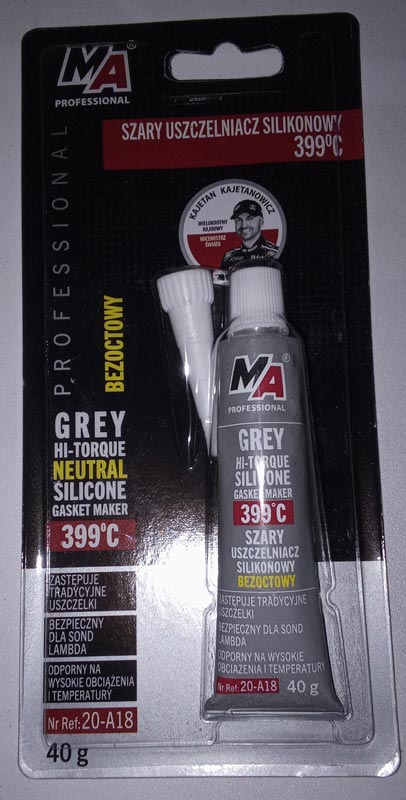 MA®
PROFESSIONAL
SZARY USZCZELNIACZ SILIKONOWY
399°C
KAJETAN KAJETANOWICZ
WIELOKROTNY
RAJDOWY
WICEMISTRZ
ŚWIATA
PROFESSIONAL
BEZOCTOWY
GREY
HI-TORQUE
NEUTRAL
SILICONE
GASKET MAKER
399°C
ZASTĘPUJE
TRADYCYJNE
USZCZELKI
BEZPIECZNY
DLA SOND
LAMBDA
ODPORNY NA
WYSOKIE OBCIĄŻENIA
I TEMPERATURY
Nr Ref: 20-A18
40 g
MA®
PROFESSIONAL
GREY
HI-TORQUE
SILICONE
GASKET MAKER
399°C
SZARY
USZCZELNIACZ
SILIKONOWY
BEZOCTOWY
ZASTĘPUJE TRADYCYJNE
USZCZELKI
BEZPIECZNY DLA SOND
LAMBDA
ODPORNY NA WYSOKIE
OBCIĄŻENIA I TEMPERATURY
Nr Ref: 20-A18 40 g